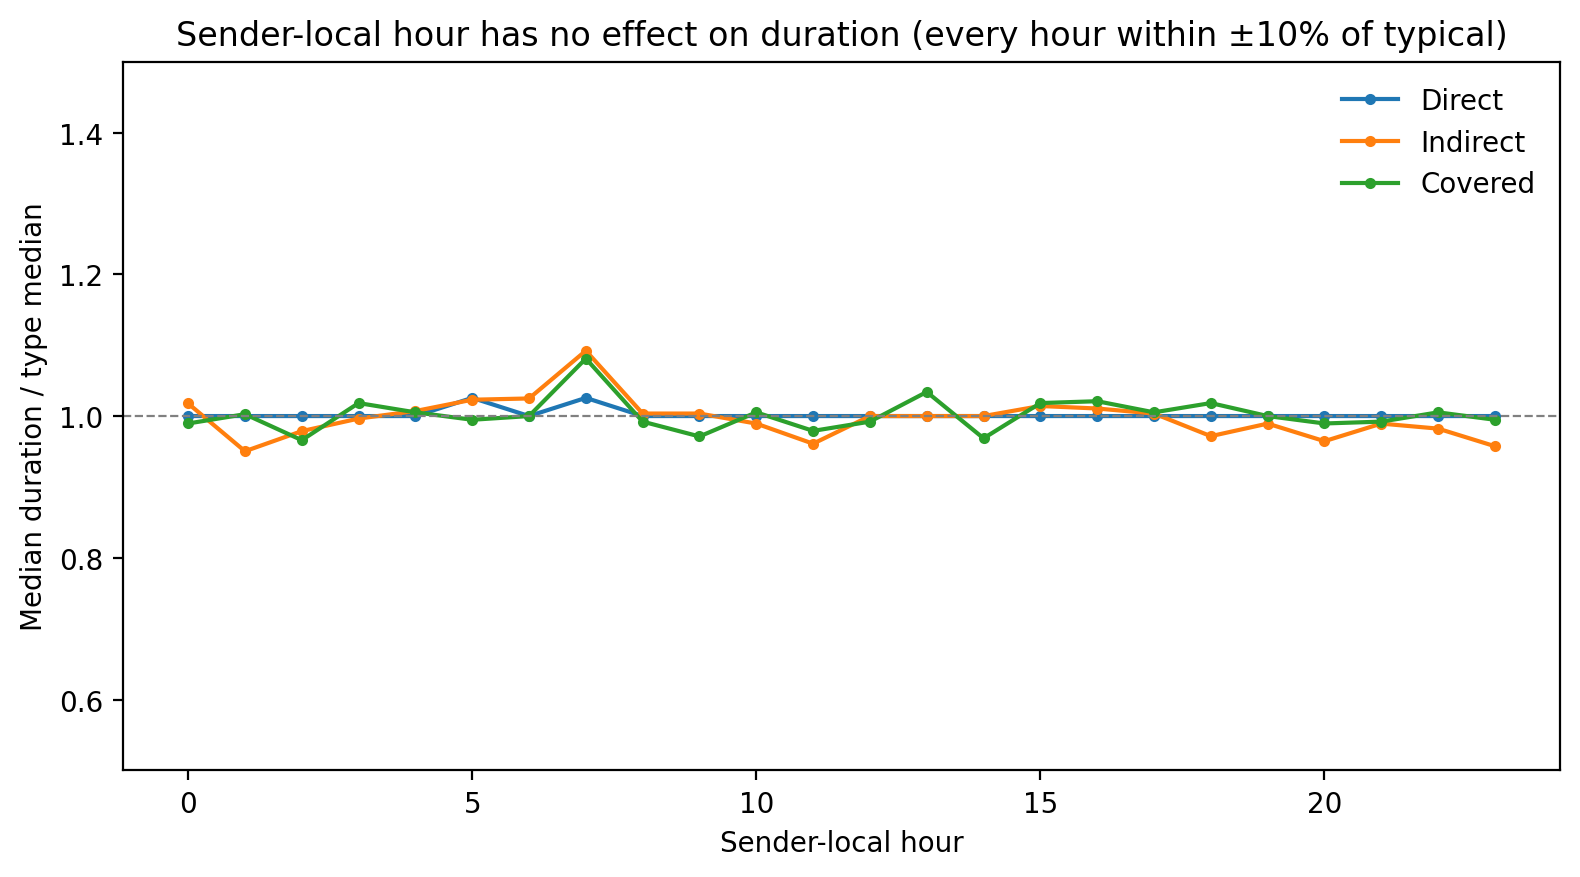 Sender-local hour has no effect on duration (every hour within ±10% of typical)
Direct
Indirect
Covered
Median duration / type median
1.4
1.2
1.0
0.8
0.6
0
5
10
15
20
Sender-local hour